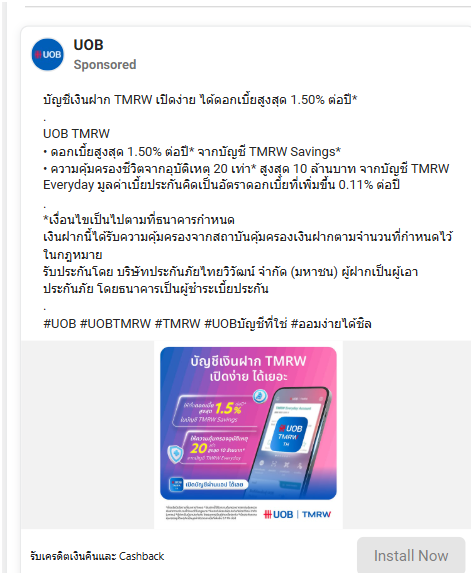 UOB
UOB
Sponsored
บัญชีเงินฝาก TMRW เปิดง่าย ได้ดอกเบี้ยสูงสุด 1.50% ต่อปี*
.
UOB TMRW
• ดอกเบี้ยสูงสุด 1.50% ต่อปี* จากบัญชี TMRW Savings*
• ความคุ้มครองชีวิตจากอุบัติเหตุ 20 เท่า* สูงสุด 10 ล้านบาท จากบัญชี TMRW
Everyday มูลค่าเบี้ยประกันคิดเป็นอัตราดอกเบี้ยที่เพิ่มขึ้น 0.11% ต่อปี
.
*เงื่อนไขเป็นไปตามที่ธนาคารกำหนด
เงินฝากนี้ได้รับความคุ้มครองจากสถาบันคุ้มครองเงินฝากตามจำนวนที่กำหนดไว้
ในกฎหมาย
รับประกันโดย บริษัทประกันภัยไทยวิวัฒน์ จำกัด (มหาชน) ผู้ฝากเป็นผู้เอา
ประกันภัย โดยธนาคารเป็นผู้ชำระเบี้ยประกัน
.
#UOB #UOBTMRW #TMRW #UOBบัญชีที่ใช่ #ออมง่ายได้ชิล
บัญชีเงินฝาก TMRW
เปิดง่าย ได้เยอะ
สูงสุด 1.5%
ในบัญชี TMRW Savings
ให้ความคุ้มครองอุบัติเหตุ
20 เท่า สูงสุด 10 ล้านบาท*
จากบัญชี TMRW Everyday
UOB
TMRW
TH
เปิดบัญชีผ่านแอป ได้เลย
UOB TMRW
รับเครดิตเงินคืนและ Cashback
Install Now